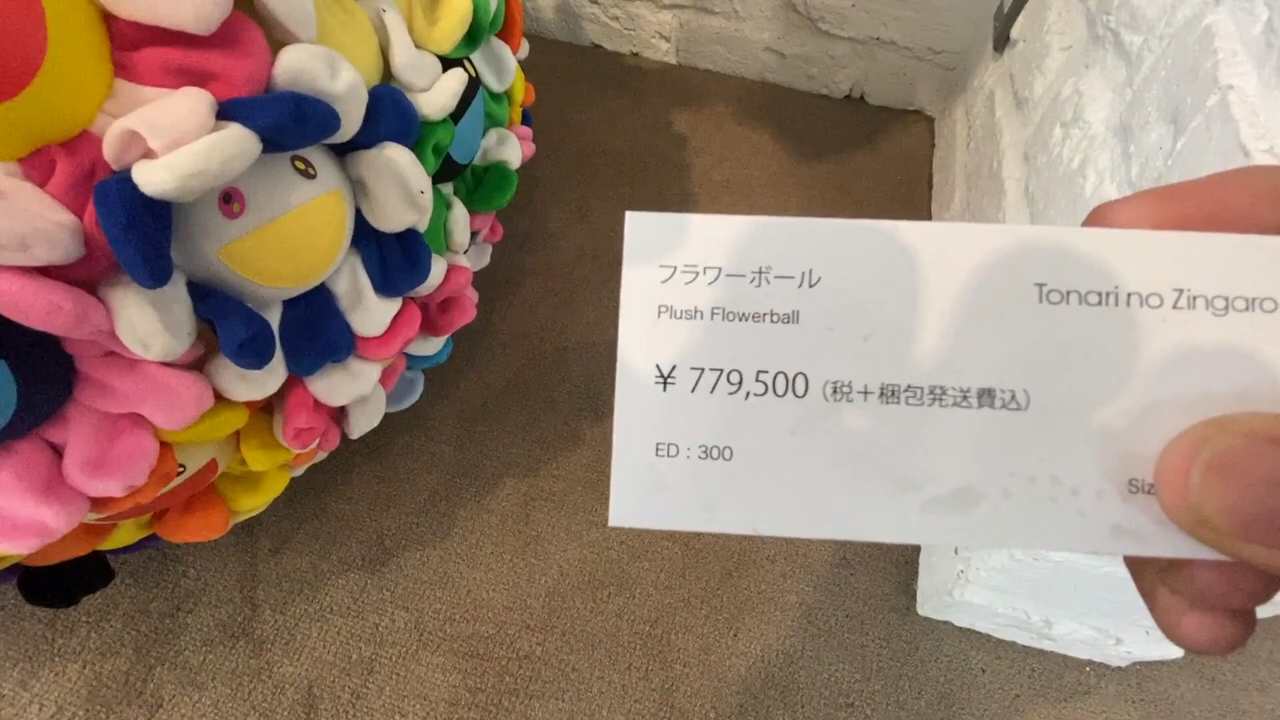 フラワーボール
Tonari no Zingaro
Plush Flowerball
¥ 779,500 (税+梱包発送費込)
ED : 300